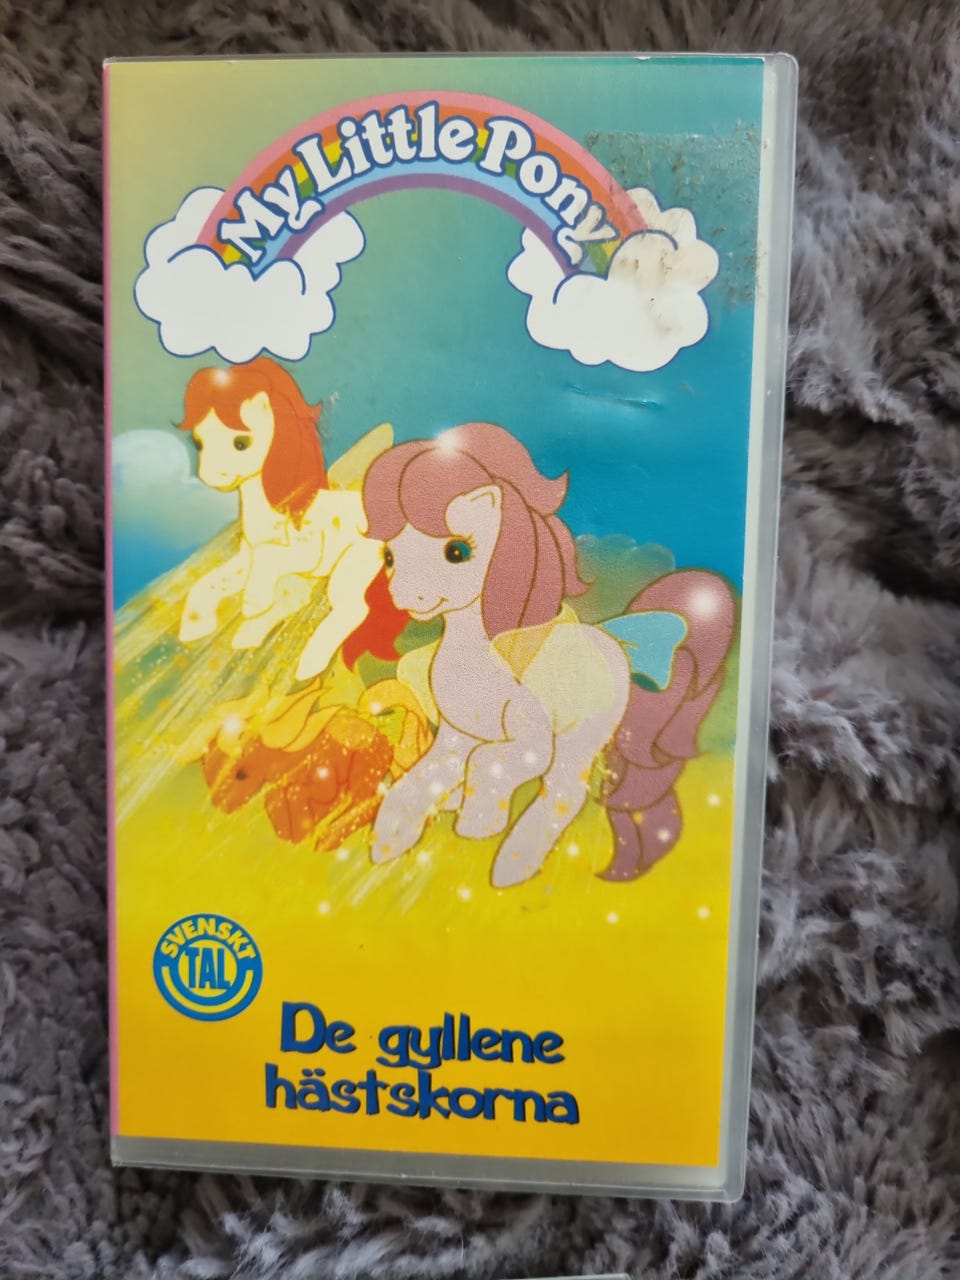 My Little Pony
SVENSKT
TAL
De gyllene
hästskorna